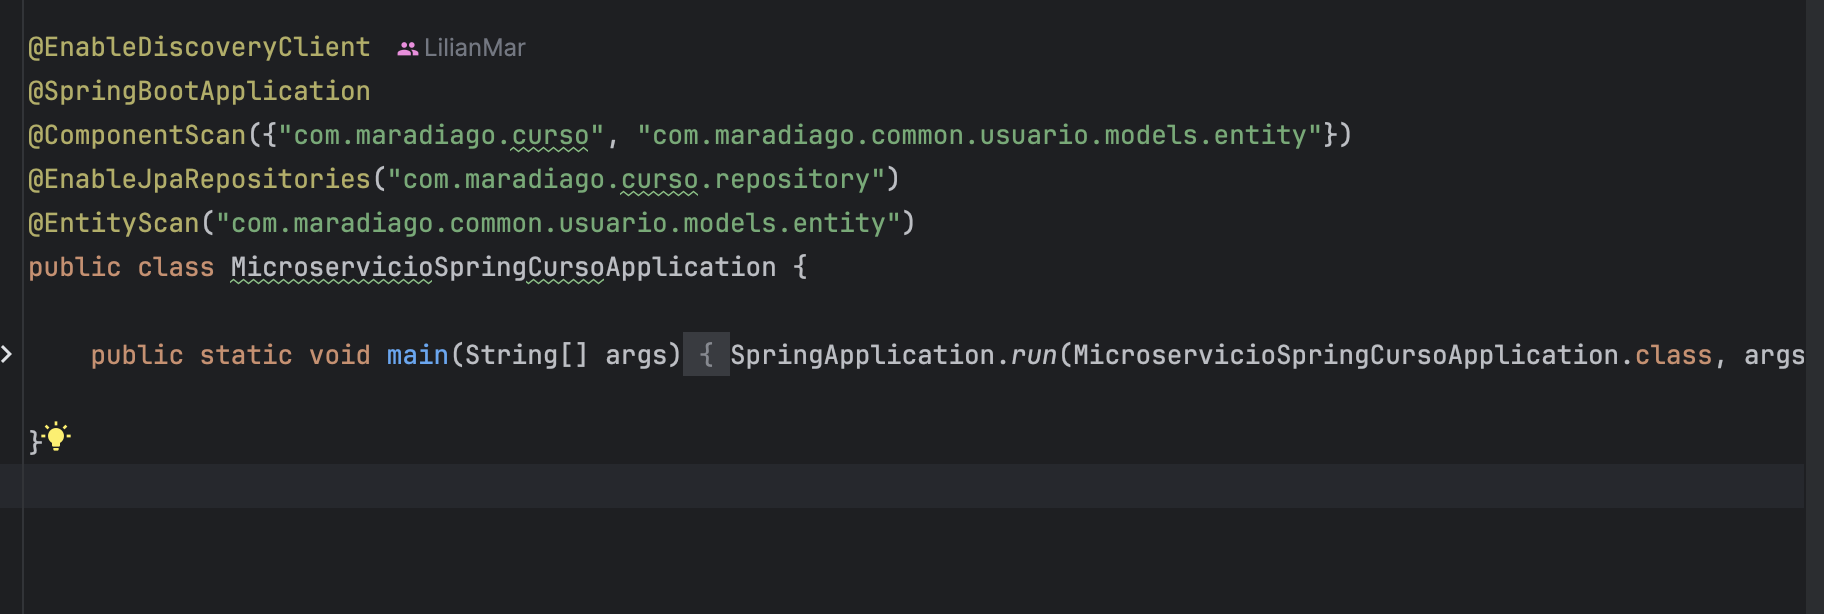 @EnableDiscoveryClient LilianMar
@SpringBootApplication
@ComponentScan({"com.maradiago.curso", "com.maradiago.common.usuario.models.entity"})
@EnableJpaRepositories("com.maradiago.curso.repository")
@EntityScan("com.maradiago.common.usuario.models.entity")
public class MicroservicioSpringCursoApplication {
public static void main(String[] args) { SpringApplication.run(MicroservicioSpringCursoApplication.class, args
}